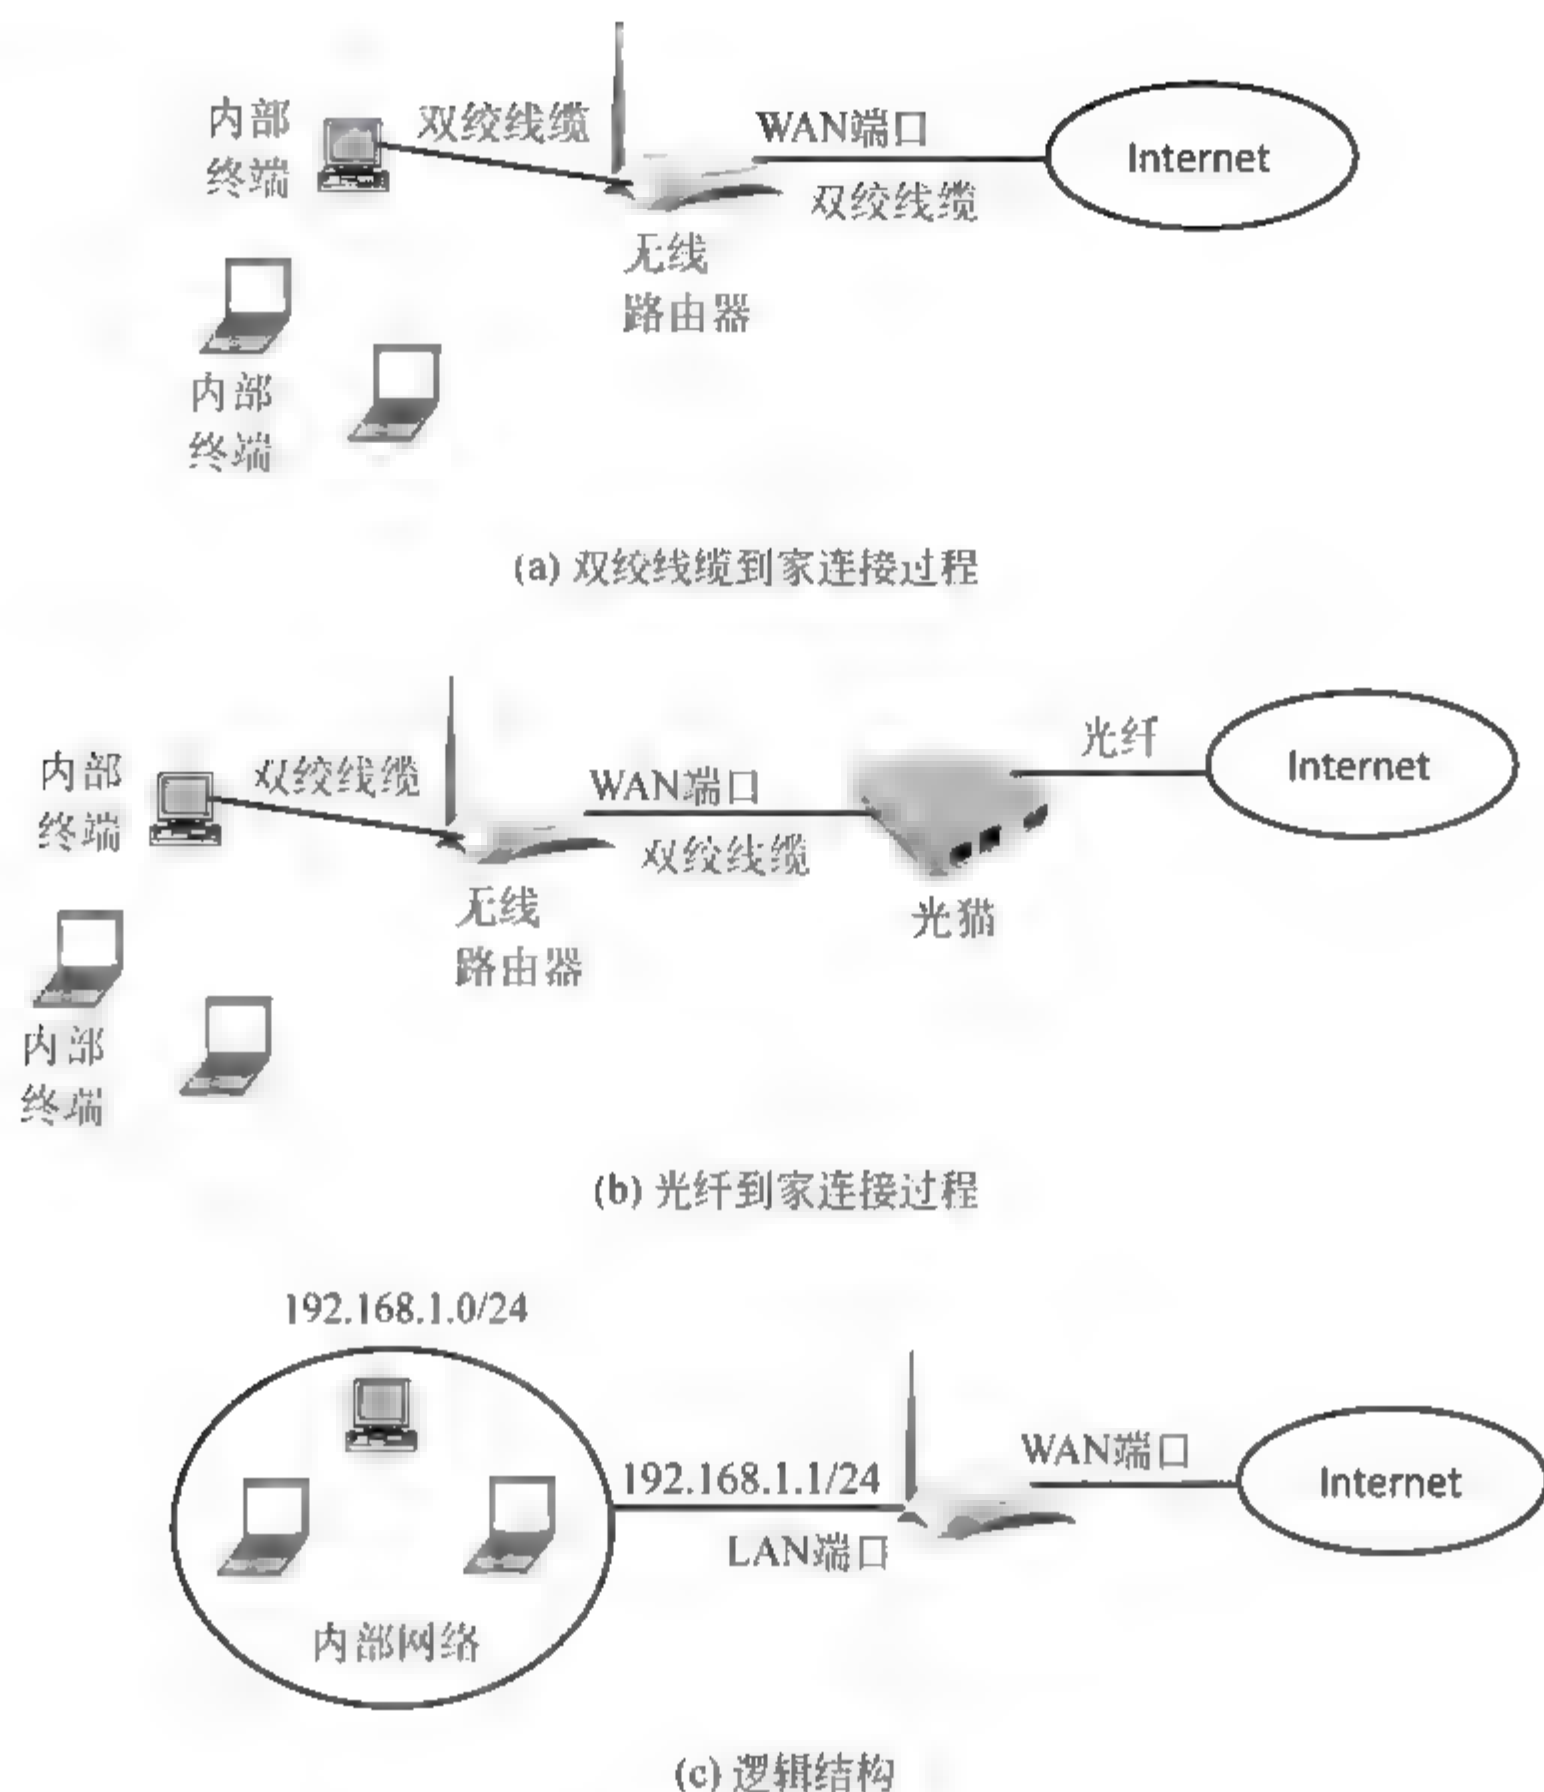 内部
终端
双绞线缆
WAN端口
双绞线缆
Internet
无线
路由器
内部
终端
(a) 双绞线缆到家连接过程
内部
终端
双绞线缆
WAN端口
双绞线缆
光纤
Internet
无线
路由器
光猫
内部
终端
(b) 光纤到家连接过程
192.168.1.0/24
192.168.1.1/24
LAN端口
WAN端口
Internet
内部网络
(c) 逻辑结构